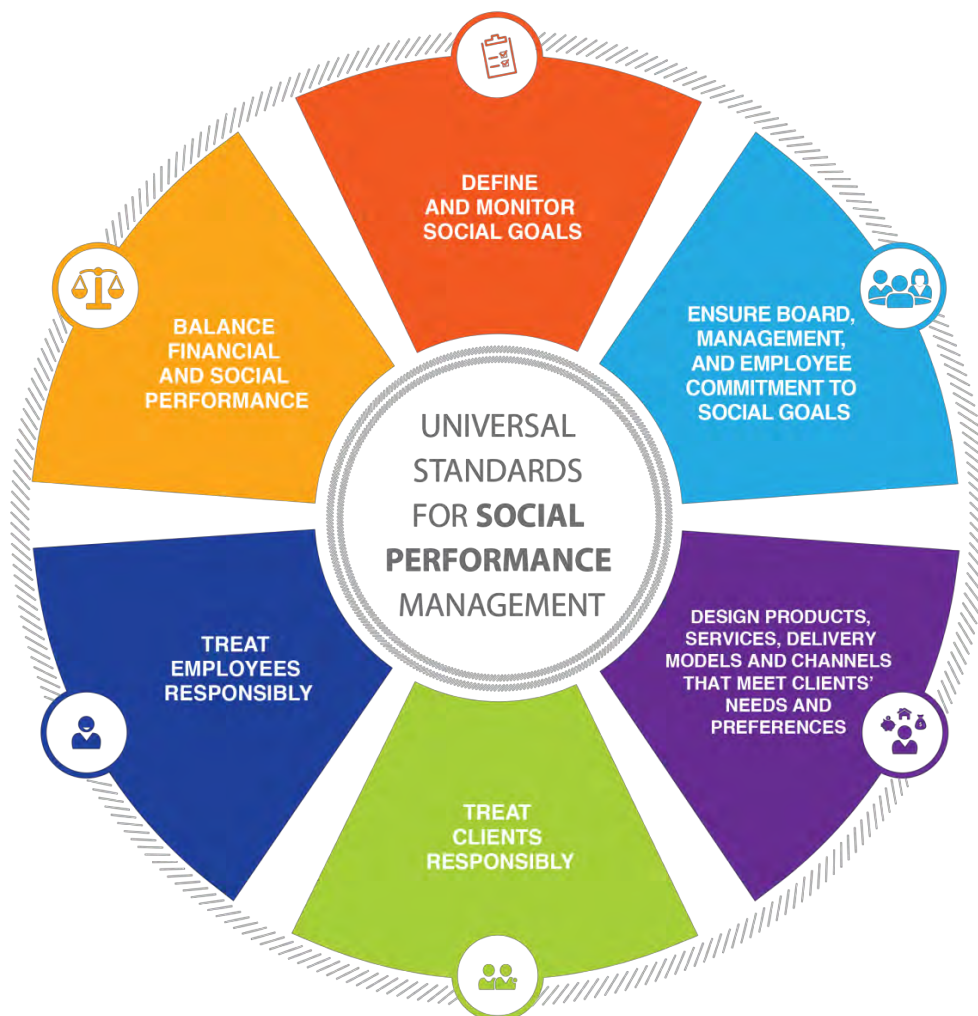 DEFINE
AND MONITOR
SOCIAL GOALS
ENSURE BOARD,
MANAGEMENT,
AND EMPLOYEE
COMMITMENT TO
SOCIAL GOALS
DESIGN PRODUCTS,
SERVICES, DELIVERY
MODELS AND CHANNELS
THAT MEET CLIENTS’
NEEDS AND
PREFERENCES
TREAT
CLIENTS
RESPONSIBLY
TREAT
EMPLOYEES
RESPONSIBLY
BALANCE
FINANCIAL
AND SOCIAL
PERFORMANCE
UNIVERSAL
STANDARDS
FOR SOCIAL
PERFORMANCE
MANAGEMENT